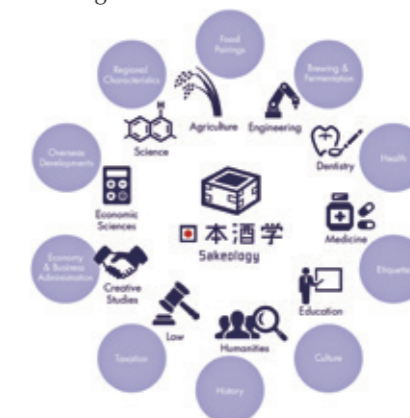 Food
Pairings
Regional
Characteristics
Brewing &
Fermentation
Agriculture
Engineering
Science
Dentistry
Overseas
Developments
Health
Economic
Sciences
Medicine
日本酒学
Sakeology
Economy
& Business
Administration
Creative
Studies
Etiquette
Education
Law
Humanities
Taxation
Culture
History